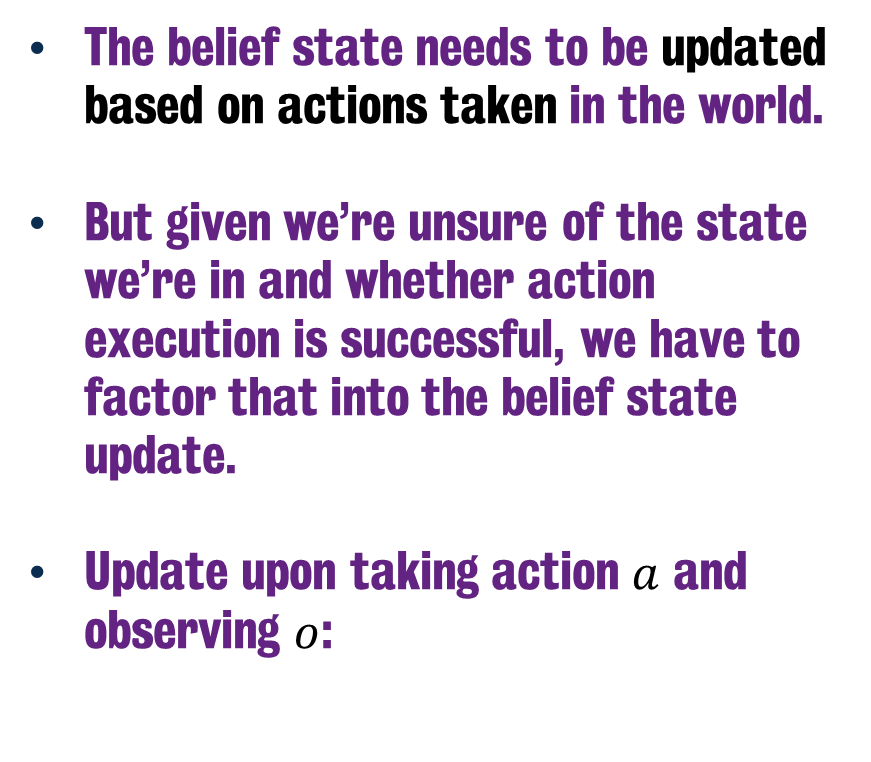 • The belief state needs to be updated
based on actions taken in the world.
• But given we’re unsure of the state
we’re in and whether action
execution is successful, we have to
factor that into the belief state
update.
• Update upon taking action a and
observing o: